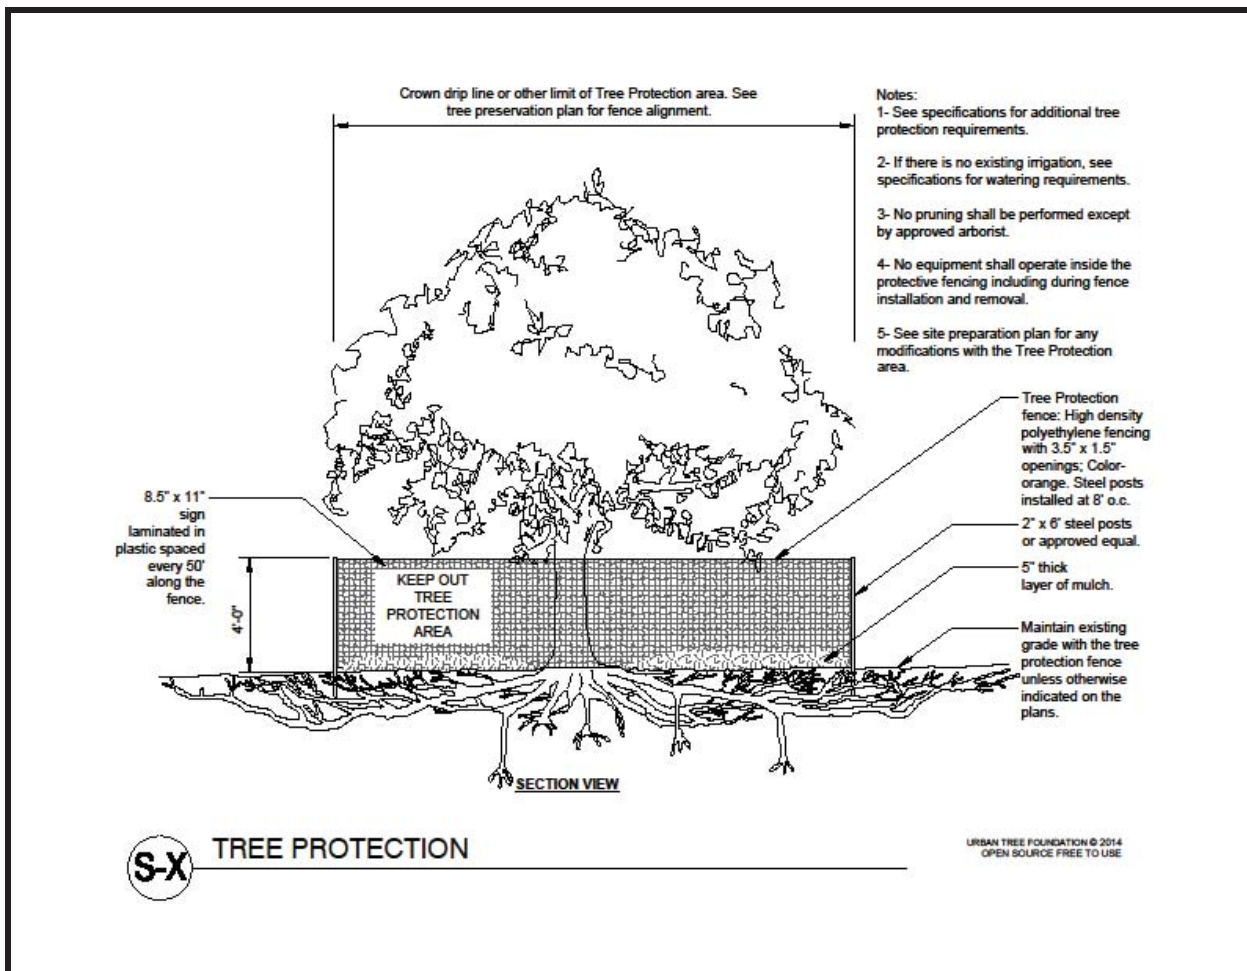 Crown drip line or other limit of Tree Protection area. See
tree preservation plan for fence alignment.
Notes:
1- See specifications for additional tree
protection requirements.
2- If there is no existing irrigation, see
specifications for watering requirements.
3- No pruning shall be performed except
by approved arborist.
4- No equipment shall operate inside the
protective fencing including during fence
installation and removal.
5- See site preparation plan for any
modifications with the Tree Protection
area.
Tree Protection
fence: High density
polyethylene fencing
with 3.5" x 1.5"
openings; Color-
orange. Steel posts
installed at 8' o.c.
2" x 6' steel posts
or approved equal.
5" thick
layer of mulch.
Maintain existing
grade with the tree
protection fence
unless otherwise
indicated on the
plans.
8.5" x 11"
sign
laminated in
plastic spaced
every 50'
along the
fence.
4'-0"
KEEP OUT
TREE
PROTECTION
AREA
SECTION VIEW
S-X
TREE PROTECTION
URBAN TREE FOUNDATION © 2014
OPEN SOURCE FREE TO USE